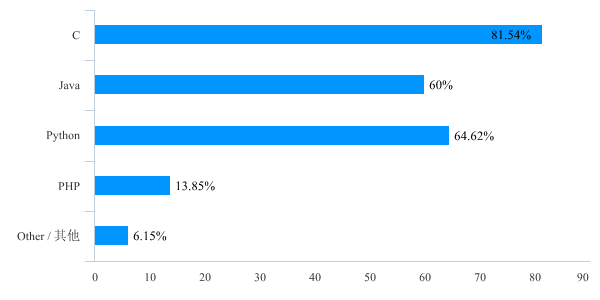 C 81.54%
Java 60%
Python 64.62%
PHP 13.85%
Other / 其他 6.15%
0 10 20 30 40 50 60 70 80 90